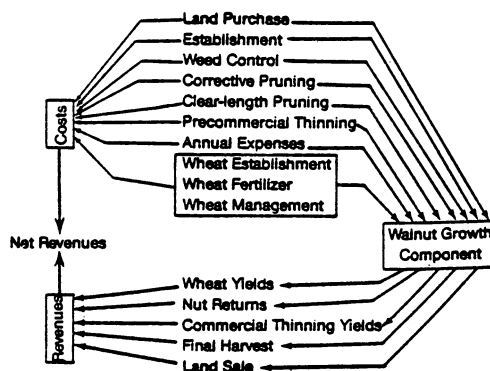 Land Purchase
Establishment
Weed Control
Corrective Pruning
Clear-length Pruning
Precommercial Thinning
Annual Expenses
Costs
Wheat Establishment
Wheat Fertilizer
Wheat Management
Net Revenues
Walnut Growth
Component
Wheat Yields
Nut Returns
Commercial Thinning Yields
Final Harvest
Land Sale
Revenues